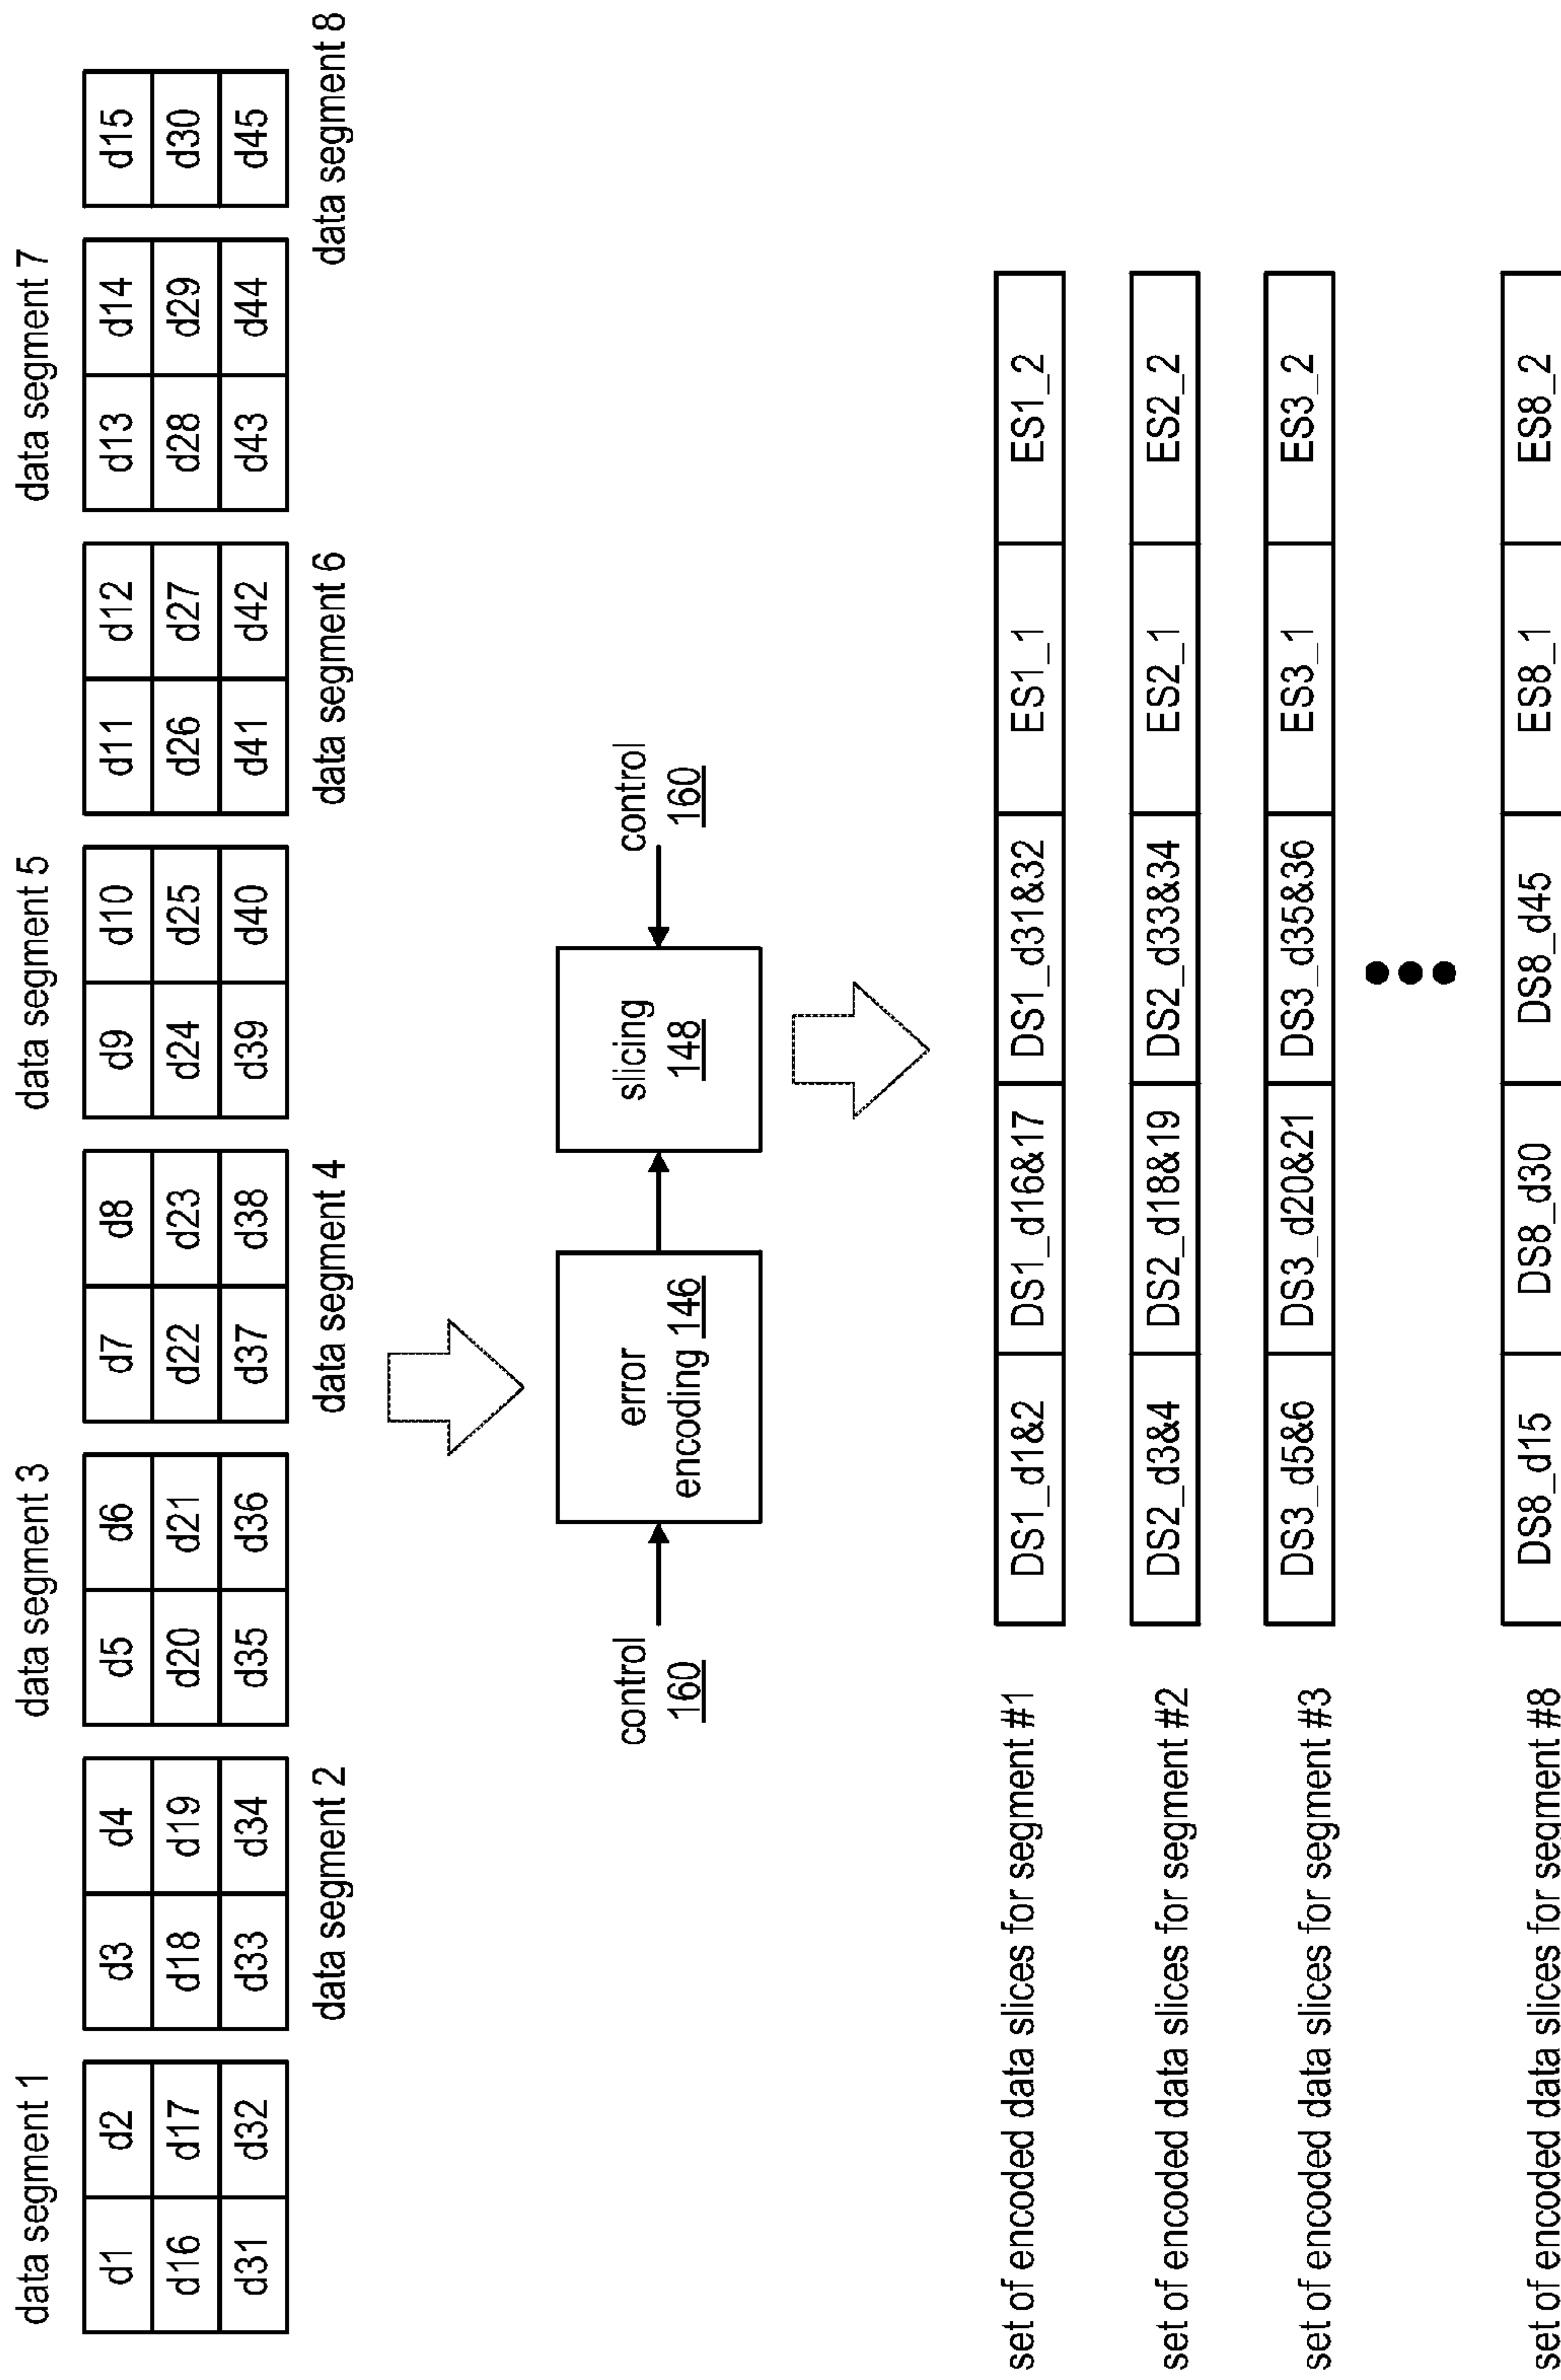 data segment 1
data segment 3
data segment 5
data segment 7
d1 d2 d3 d4 d5 d6 d7 d8 d9 d10 d11 d12 d13 d14 d15
d16 d17 d18 d19 d20 d21 d22 d23 d24 d25 d26 d27 d28 d29 d30
d31 d32 d33 d34 d35 d36 d37 d38 d39 d40 d41 d42 d43 d44 d45
data segment 2
data segment 4
data segment 6
data segment 8
control
160
error
encoding 146
slicing
148
control
160
set of encoded data slices for segment #1 DS1_d1&2 DS1_d16&17 DS1_d31&32 ES1_1 ES1_2
set of encoded data slices for segment #2 DS2_d3&4 DS2_d18&19 DS2_d33&34 ES2_1 ES2_2
set of encoded data slices for segment #3 DS3_d5&6 DS3_d20&21 DS3_d35&36 ES3_1 ES3_2
set of encoded data slices for segment #8 DS8_d15 DS8_d30 DS8_d45 ES8_1 ES8_2